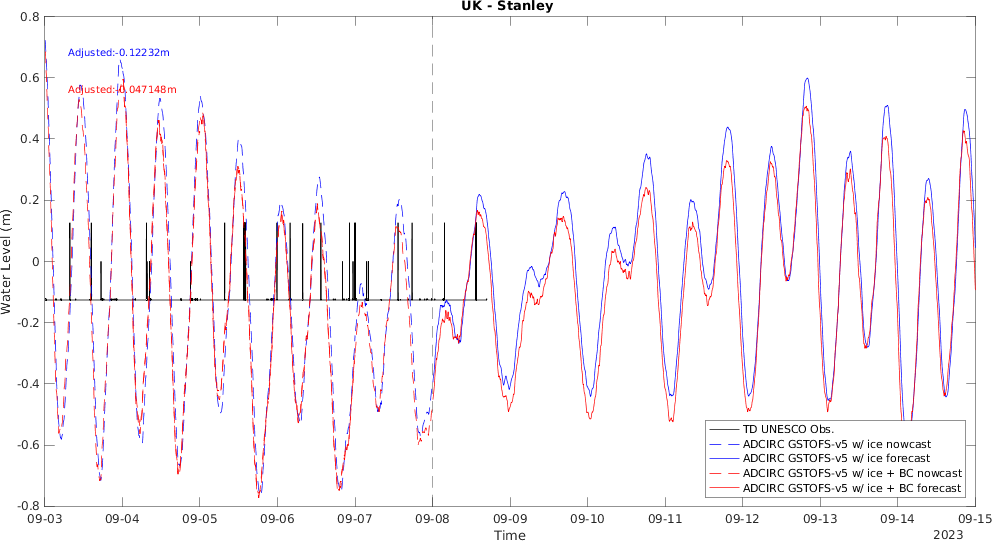 UK - Stanley
0.8
0.6
0.4
0.2
0
-0.2
-0.4
-0.6
-0.8
Water Level (m)
Adjusted:-0.12232m
Adjusted:-0.047148m
TD UNESCO Obs.
ADCIRC GSTOFS-v5 w/ ice nowcast
ADCIRC GSTOFS-v5 w/ ice forecast
ADCIRC GSTOFS-v5 w/ ice + BC nowcast
ADCIRC GSTOFS-v5 w/ ice + BC forecast
09-03 09-04 09-05 09-06 09-07 09-08 09-09 09-10 09-11 09-12 09-13 09-14 09-15
Time
2023